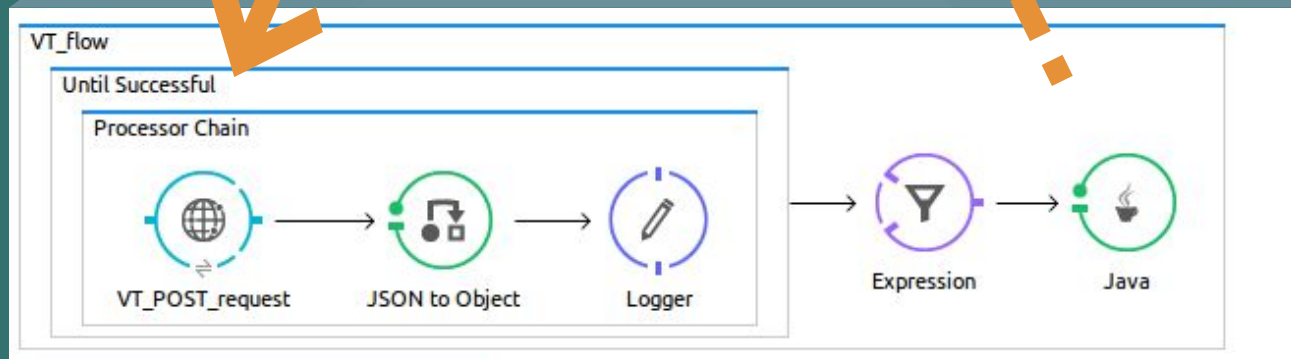 VT_flow
Until Successful
Processor Chain
VT_POST_request
JSON to Object
Logger
Expression
Java